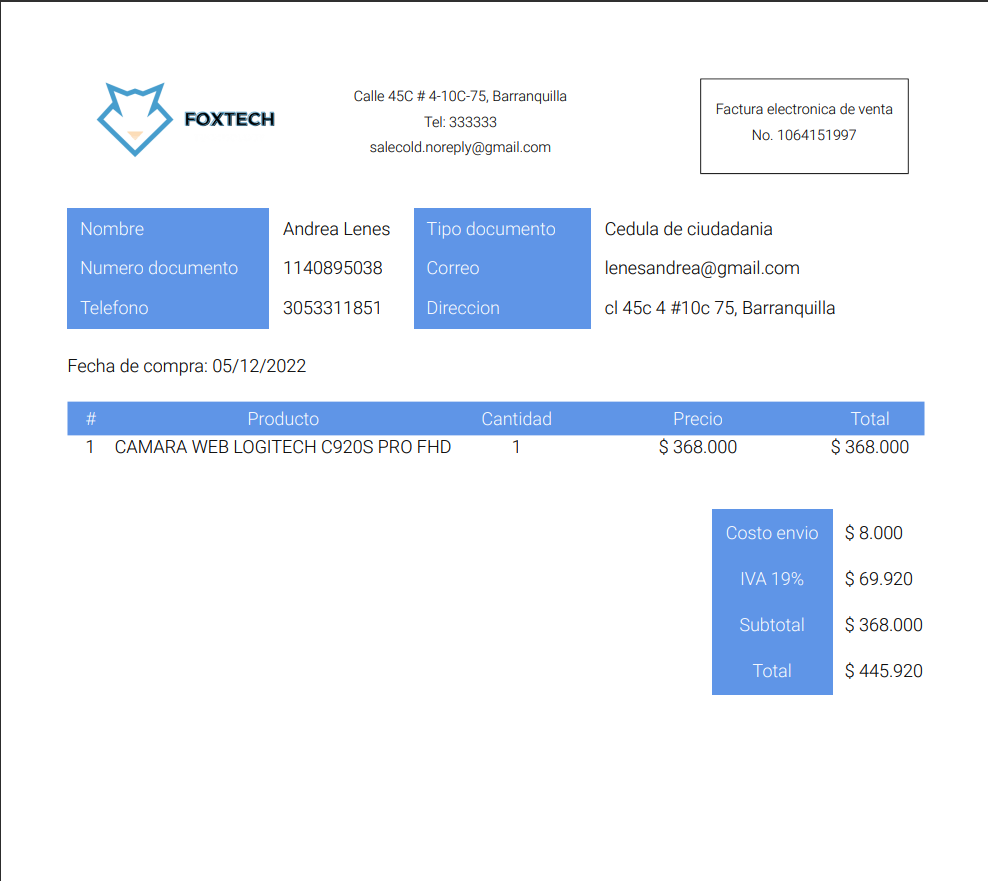 FOXTECH
Calle 45C # 4-10C-75, Barranquilla
Tel: 333333
salecold.noreply@gmail.com
Factura electronica de venta
No. 1064151997
Nombre Andrea Lenes Tipo documento Cedula de ciudadania
Numero documento 1140895038 Correo lenesandrea@gmail.com
Telefono 3053311851 Direccion cl 45c 4 #10c 75, Barranquilla
Fecha de compra: 05/12/2022
# Producto Cantidad Precio Total
1 CAMARA WEB LOGITECH C920S PRO FHD 1 $ 368.000 $ 368.000
Costo envio $ 8.000
IVA 19% $ 69.920
Subtotal $ 368.000
Total $ 445.920